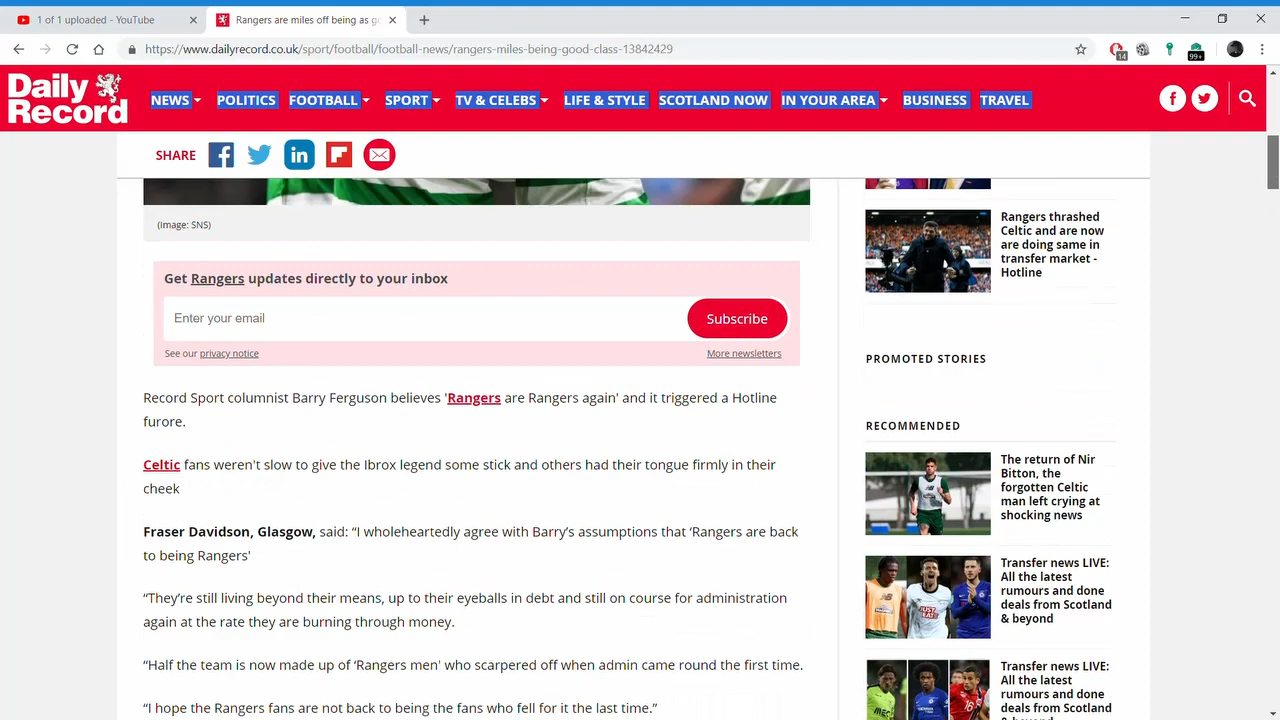 1 of 1 uploaded - YouTube
Rangers are miles off being as go
https://www.dailyrecord.co.uk/sport/football/football-news/rangers-miles-being-good-class-13842429
14
99+
Daily
Record
NEWS POLITICS FOOTBALL SPORT TV & CELEBS LIFE & STYLE SCOTLAND NOW IN YOUR AREA BUSINESS TRAVEL
SHARE
(Image: SNS)
Get Rangers updates directly to your inbox
Enter your email
Subscribe
See our privacy notice
More newsletters
Record Sport columnist Barry Ferguson believes 'Rangers are Rangers again' and it triggered a Hotline
furore.
Celtic fans weren't slow to give the Ibrox legend some stick and others had their tongue firmly in their
cheek
Fraser Davidson, Glasgow, said: “I wholeheartedly agree with Barry’s assumptions that ‘Rangers are back
to being Rangers'
“They’re still living beyond their means, up to their eyeballs in debt and still on course for administration
again at the rate they are burning through money.
“Half the team is now made up of ‘Rangers men’ who scarpered off when admin came round the first time.
“I hope the Rangers fans are not back to being the fans who fell for it the last time.”
Rangers thrashed
Celtic and are now
are doing same in
transfer market -
Hotline
PROMOTED STORIES
RECOMMENDED
The return of Nir
Bitton, the
forgotten Celtic
man left crying at
shocking news
Transfer news LIVE:
All the latest
rumours and done
deals from Scotland
& beyond
Transfer news LIVE:
All the latest
rumours and done
deals from Scotland
& beyond